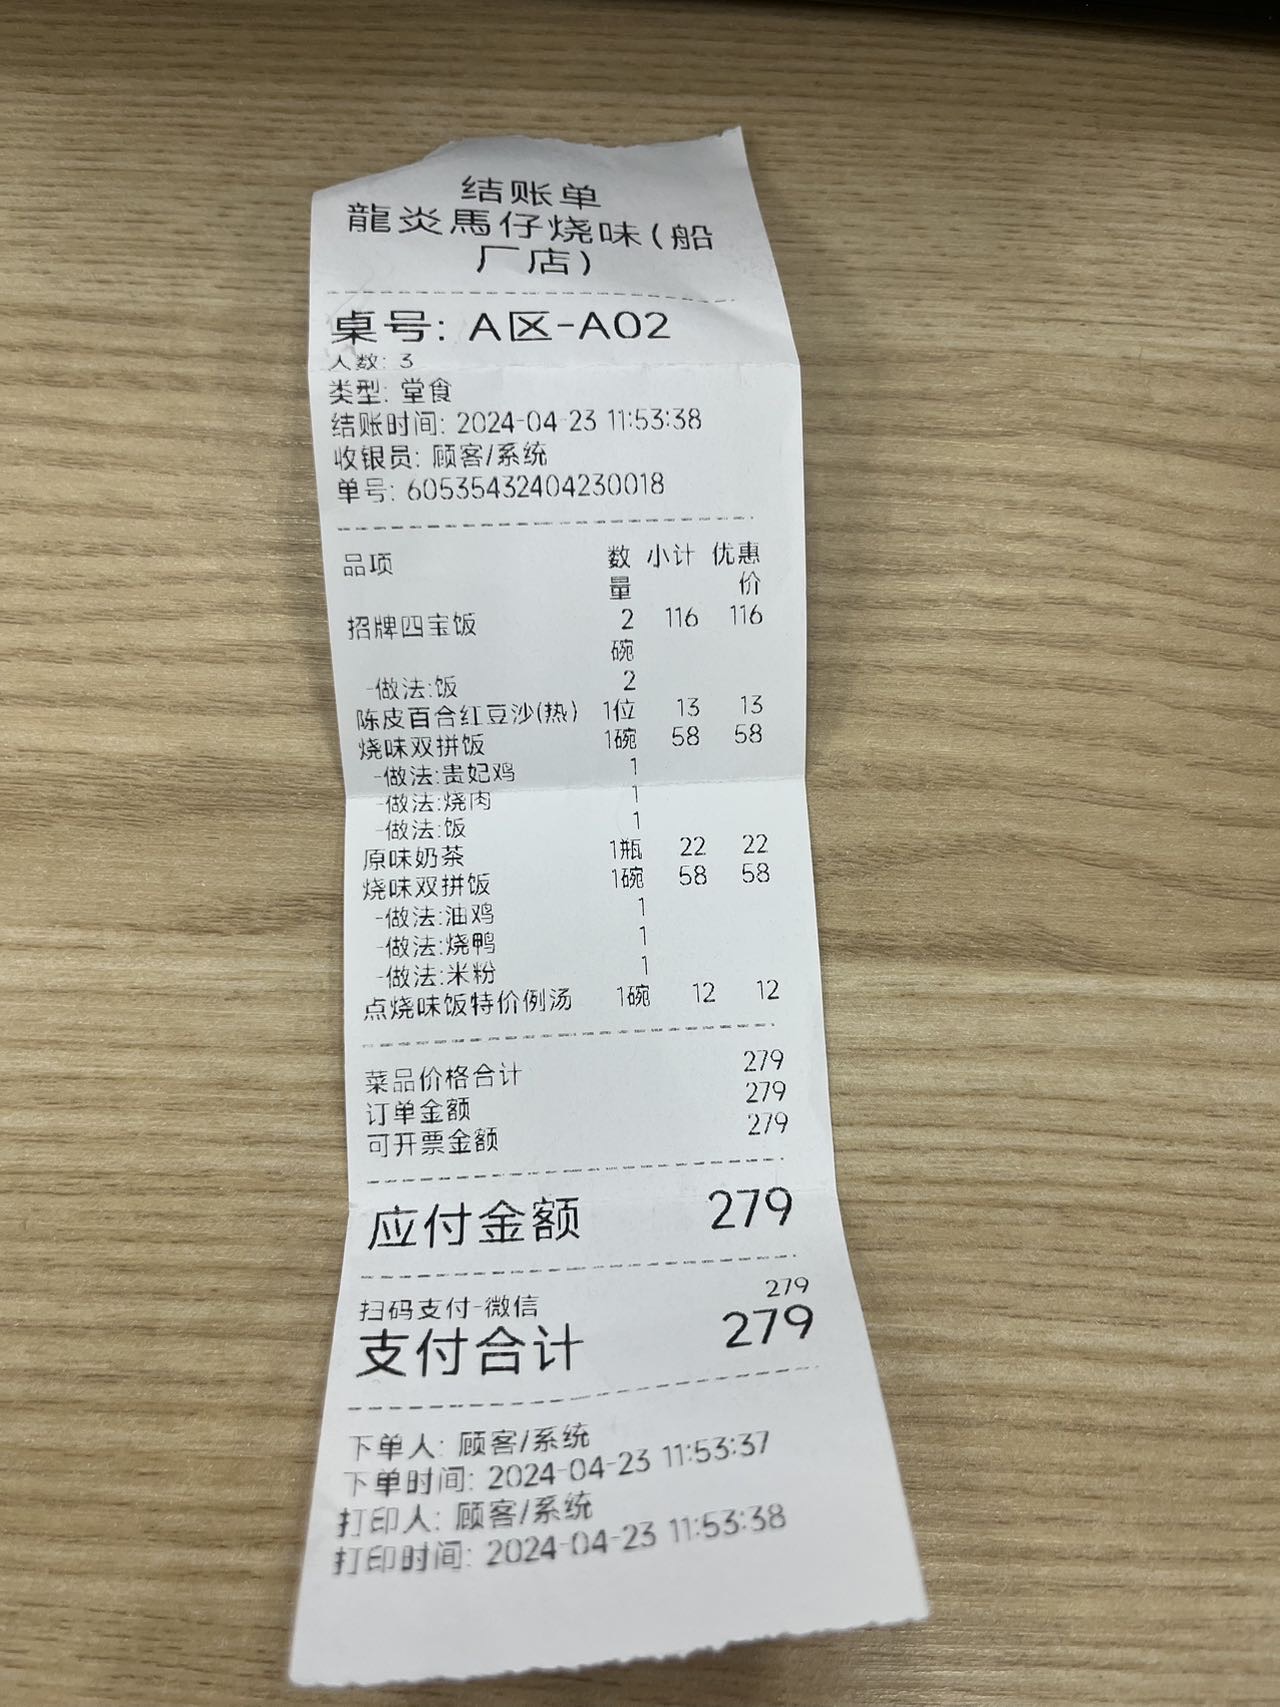 结账单
龍炎馬仔烧味(船
厂店)
桌号: A区-A02
人数: 3
类型: 堂食
结账时间: 2024-04-23 11:53:38
收银员: 顾客/系统
单号: 60535432404230018
品项 数量 小计 优惠价
招牌四宝饭 2碗 116 116
-做法:饭 2
陈皮百合红豆沙(热) 1位 13 13
烧味双拼饭 1碗 58 58
-做法:贵妃鸡 1
-做法:烧肉 1
-做法:饭 1
原味奶茶 1瓶 22 22
烧味双拼饭 1碗 58 58
-做法:油鸡 1
-做法:烧鸭 1
-做法:米粉 1
点烧味饭特价例汤 1碗 12 12
菜品价格合计 279
订单金额 279
可开票金额 279
应付金额 279
扫码支付-微信 279
支付合计 279
下单人: 顾客/系统
下单时间: 2024-04-23 11:53:37
打印人: 顾客/系统
打印时间: 2024-04-23 11:53:38